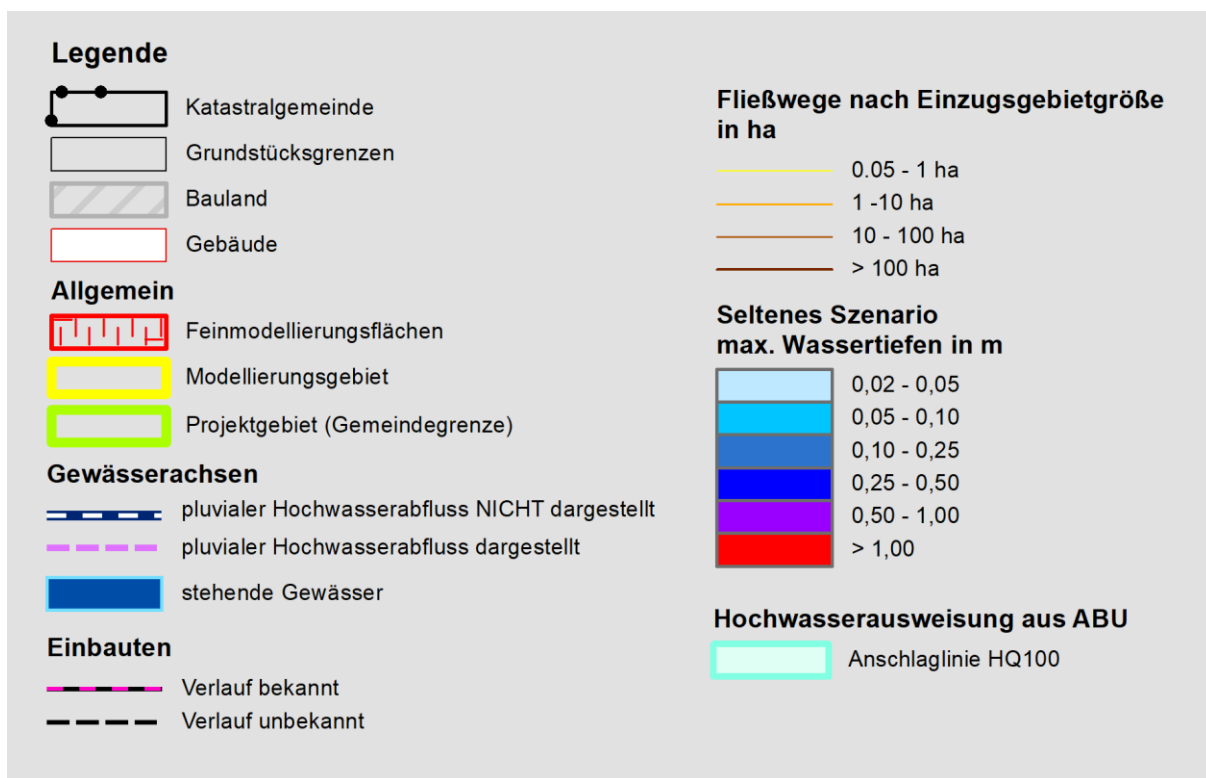 Legende
Katastralgemeinde
Grundstücksgrenzen
Bauland
Gebäude
Allgemein
Feinmodellierungsflächen
Modellierungsgebiet
Projektgebiet (Gemeindegrenze)
Gewässerachsen
pluvialer Hochwasserabfluss NICHT dargestellt
pluvialer Hochwasserabfluss dargestellt
stehende Gewässer
Einbauten
Verlauf bekannt
Verlauf unbekannt
Fließwege nach Einzugsgebietgröße
in ha
0.05 - 1 ha
1 -10 ha
10 - 100 ha
> 100 ha
Seltenes Szenario
max. Wassertiefen in m
0,02 - 0,05
0,05 - 0,10
0,10 - 0,25
0,25 - 0,50
0,50 - 1,00
> 1,00
Hochwasserausweisung aus ABU
Anschlaglinie HQ100